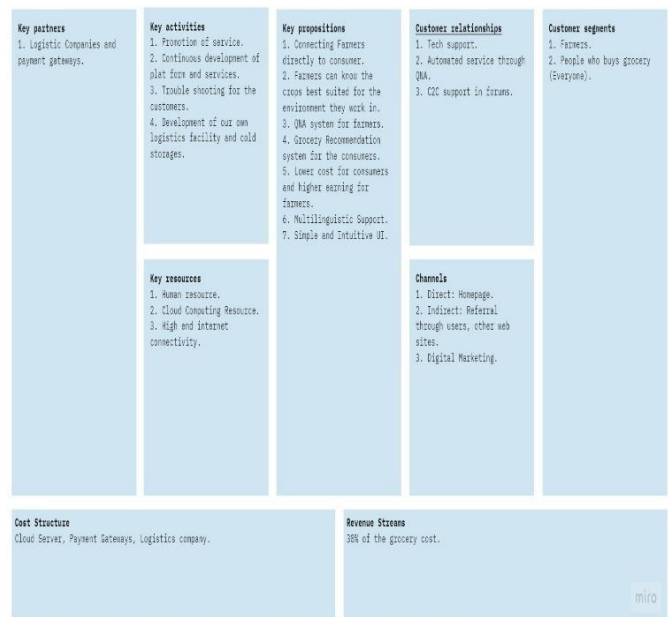 Key partners
1. Logistic Companies and
payment gateways.
Key activities
1. Promotion of service.
2. Continuous development of
plat form and services.
3. Trouble shooting for the
customers.
4. Development of our own
logistics facility and cold
storages.
Key resources
1. Human resource.
2. Cloud Computing Resource.
3. High end internet
connectivity.
Key propositions
1. Connecting Farmers
directly to consumer.
2. Farmers can know the
crops best suited for the
environment they work in.
3. QNA system for farmers.
4. Grocery Recommendation
system for the consumers.
5. Lower cost for consumers
and higher earning for
farmers.
6. Multilinguistic Support.
7. Simple and Intuitive UI.
Customer relationships
1. Tech support.
2. Automated service through
QNA.
3. C2C support in forums.
Channels
1. Direct: Homepage.
2. Indirect: Referral
through users, other web
sites.
3. Digital Marketing.
Customer segments
1. Farmers.
2. People who buys grocery
(Everyone).
Cost Structure
Cloud Server, Payment Gateways, Logistics company.
Revenue Streams
38% of the grocery cost.
miro